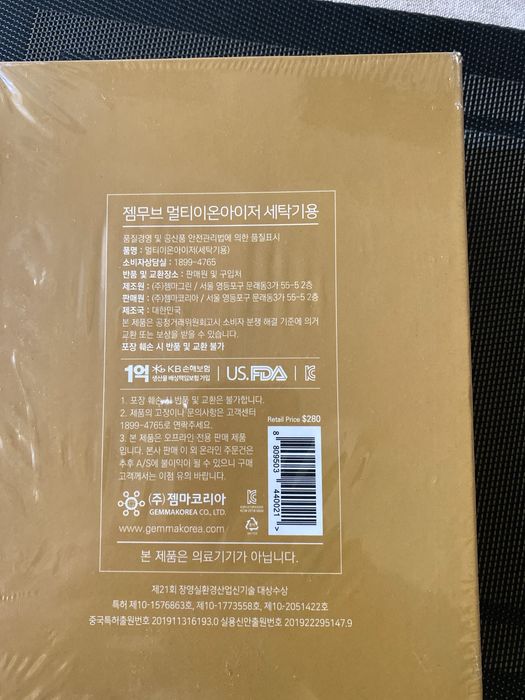 젬무브 멀티이온아이저 세탁기용
품질경영 및 공산품 안전관리법에 의한 품질표시
품명 : 멀티이온아이저(세탁기용)
소비자상담실 : 1899-4765
반품 및 교환장소 : 판매원 및 구입처
제조원 : (주)젬마그린 / 서울 영등포구 문래동3가 55-5 2층
판매원 : (주)젬마코리아 / 서울 영등포구 문래동3가 55-5 2층
제조국 : 대한민국
본 제품은 공정거래위원회고시 소비자 분쟁 해결 기준에 의거
교환 또는 보상을 받을 수 있습니다.
포장 훼손 시 반품 및 교환 불가
1억 KB손해보험 생산물 배상책임보험 가입 | US.FDA | KC
1. 포장 훼손시 반품 및 교환은 불가합니다.
2. 제품의 고장이나 문의사항은 고객센터
1899-4765로 연락주세요.
3. 본 제품은 오프라인 전용 판매 제품
입니다. 본사 판매 이 외 온라인 주문건은
추후 A/S에 불이익이 될 수 있으니 구매
고객께서는 이점 유의 바랍니다.
Retail Price $280
8 809503 440021 >
(주)젬마코리아
GEMMAKOREA CO., LTD.
www.gemmakorea.com
본 제품은 의료기기가 아닙니다.
제21회 장영실환경산업신기술 대상수상
특허 제10-1576863호, 제10-1773558호, 제10-2051422호
중국특허출원번호 201911316193.0 실용신안출원번호 201922295147.9